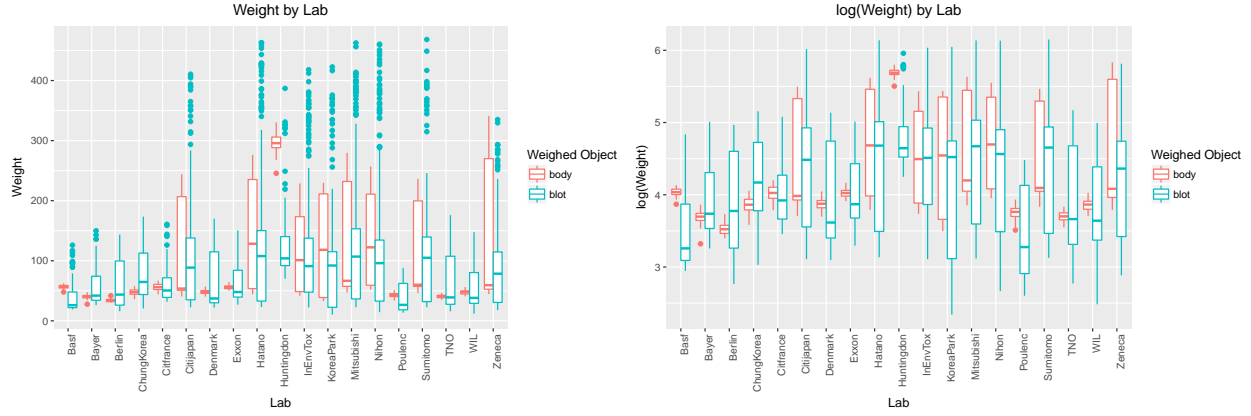 Weight by Lab
400
300
200
100
0
Weight
Basf
Bayer
Berlin
ChungKorea
Citfrance
Citijapan
Denmark
Exxon
Hatano
Huntingdon
InEnvTox
KoreaPark
Mitsubishi
Nihon
Poulenc
Sumitomo
TNO
WIL
Zeneca
Lab
Weighed Object
body
blot
log(Weight) by Lab
6
5
4
3
log(Weight)
Basf
Bayer
Berlin
ChungKorea
Citfrance
Citijapan
Denmark
Exxon
Hatano
Huntingdon
InEnvTox
KoreaPark
Mitsubishi
Nihon
Poulenc
Sumitomo
TNO
WIL
Zeneca
Lab
Weighed Object
body
blot